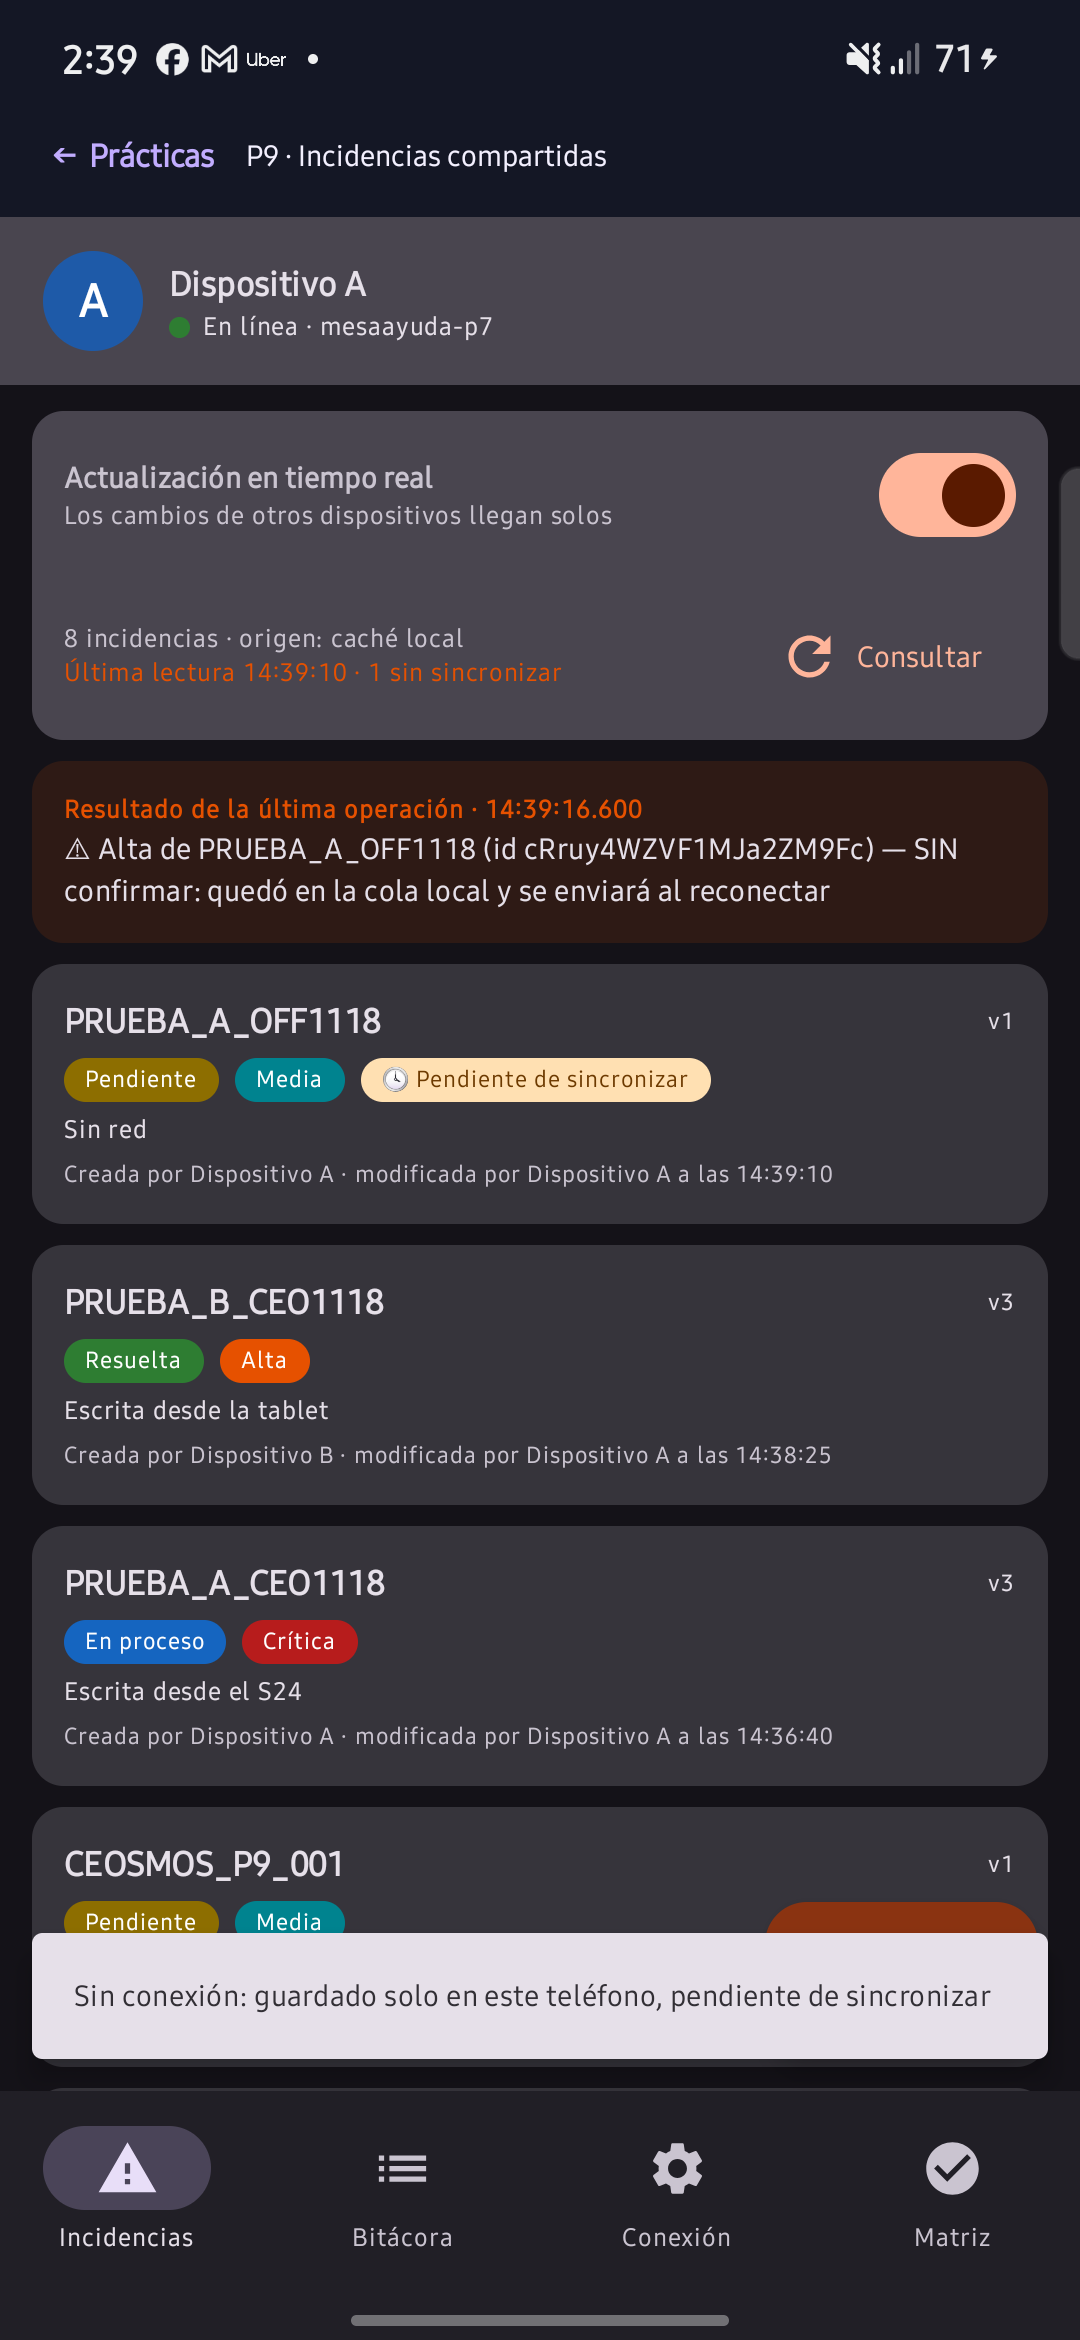 2:39 Uber 71
← Prácticas P9 · Incidencias compartidas
A
Dispositivo A
En línea · mesaayuda-p7
Actualización en tiempo real
Los cambios de otros dispositivos llegan solos
8 incidencias · origen: caché local
Última lectura 14:39:10 · 1 sin sincronizar
Consultar
Resultado de la última operación · 14:39:16.600
⚠ Alta de PRUEBA_A_OFF1118 (id cRruy4WZVF1MJa2ZM9Fc) — SIN
confirmar: quedó en la cola local y se enviará al reconectar
PRUEBA_A_OFF1118 v1
Pendiente Media 🕓 Pendiente de sincronizar
Sin red
Creada por Dispositivo A · modificada por Dispositivo A a las 14:39:10
PRUEBA_B_CEO1118 v3
Resuelta Alta
Escrita desde la tablet
Creada por Dispositivo B · modificada por Dispositivo A a las 14:38:25
PRUEBA_A_CEO1118 v3
En proceso Crítica
Escrita desde el S24
Creada por Dispositivo A · modificada por Dispositivo A a las 14:36:40
CEOSMOS_P9_001 v1
Pendiente Media
Sin conexión: guardado solo en este teléfono, pendiente de sincronizar
Incidencias Bitácora Conexión Matriz